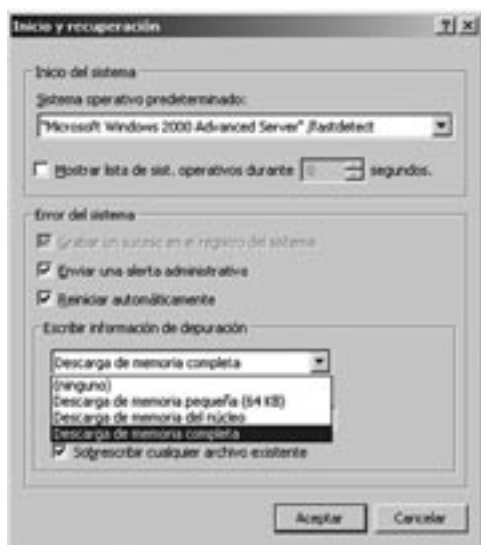 Inicio y recuperación
Inicio del sistema
Sistema operativo predeterminado:
"Microsoft Windows 2000 Advanced Server" /fastdetect
Mostrar lista de sist. operativos durante 0 segundos.
Error del sistema
Grabar un suceso en el registro del sistema
Enviar una alerta administrativa
Reiniciar automáticamente
Escribir información de depuración
Descarga de memoria completa
(ninguno)
Descarga de memoria pequeña (64 KB)
Descarga de memoria del núcleo
Descarga de memoria completa
Sobrescribir cualquier archivo existente
Aceptar Cancelar